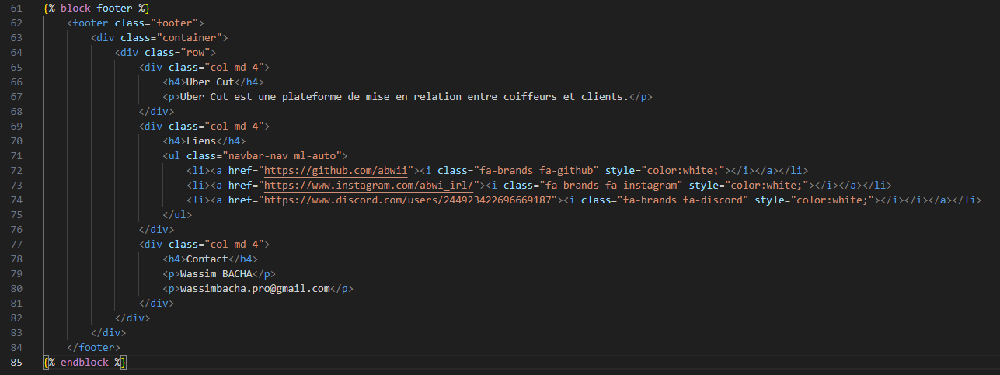 61 {% block footer %}
62     <footer class="footer">
63         <div class="container">
64             <div class="row">
65                 <div class="col-md-4">
66                     <h4>Uber Cut</h4>
67                     <p>Uber Cut est une plateforme de mise en relation entre coiffeurs et clients.</p>
68                 </div>
69                 <div class="col-md-4">
70                     <h4>Liens</h4>
71                     <ul class="navbar-nav ml-auto">
72                         <li><a href="https://github.com/abwii"><i class="fa-brands fa-github" style="color:white;"></i></a></li>
73                         <li><a href="https://www.instagram.com/abwi_irl/"><i class="fa-brands fa-instagram" style="color:white;"></i></a></li>
74                         <li><a href="https://www.discord.com/users/244923422696669187"><i class="fa-brands fa-discord" style="color:white;"></i></i></a></li>
75                     </ul>
76                 </div>
77                 <div class="col-md-4">
78                     <h4>Contact</h4>
79                     <p>Wassim BACHA</p>
80                     <p>wassimbacha.pro@gmail.com</p>
81                 </div>
82             </div>
83         </div>
84     </footer>
85 {% endblock %}